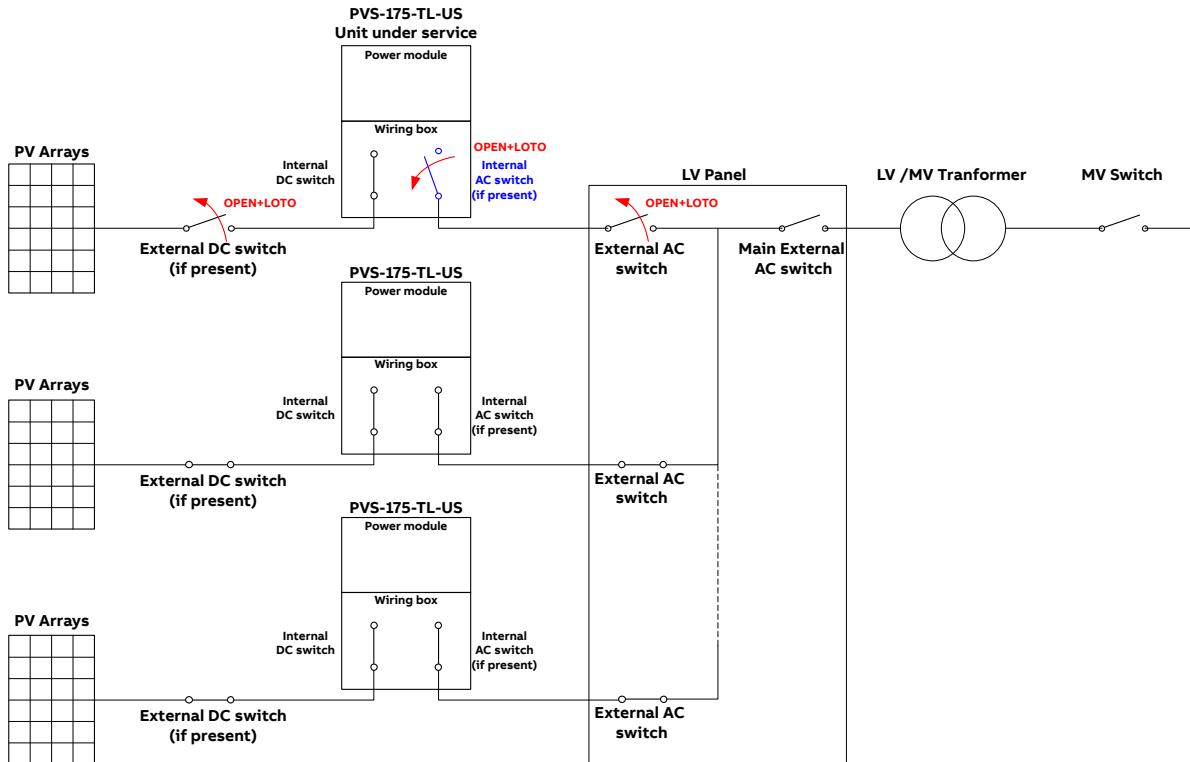 PVS-175-TL-US
Unit under service
Power module
Wiring box
PV Arrays
OPEN+LOTO
Internal
DC switch
OPEN+LOTO
Internal
AC switch
(if present)
LV Panel
LV /MV Tranformer
MV Switch
OPEN+LOTO
External DC switch
(if present)
External AC
switch
Main External
AC switch
PVS-175-TL-US
Power module
Wiring box
PV Arrays
Internal
DC switch
Internal
AC switch
(if present)
External DC switch
(if present)
External AC
switch
PVS-175-TL-US
Power module
Wiring box
PV Arrays
Internal
DC switch
Internal
AC switch
(if present)
External DC switch
(if present)
External AC
switch